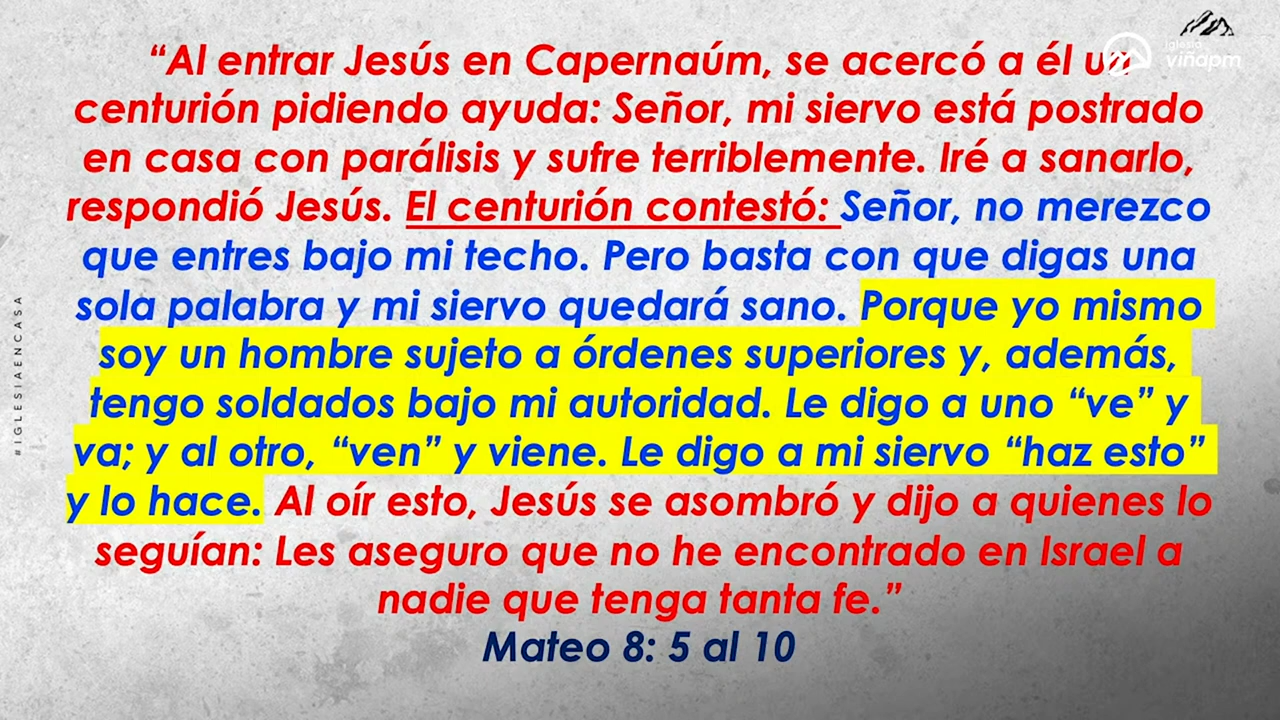 iglesia
viñapm
“Al entrar Jesús en Capernaúm, se acercó a él un
centurión pidiendo ayuda: Señor, mi siervo está postrado
en casa con parálisis y sufre terriblemente. Iré a sanarlo,
respondió Jesús. El centurión contestó: Señor, no merezco
que entres bajo mi techo. Pero basta con que digas una
sola palabra y mi siervo quedará sano. Porque yo mismo
soy un hombre sujeto a órdenes superiores y, además,
tengo soldados bajo mi autoridad. Le digo a uno “ve” y
va; y al otro, “ven” y viene. Le digo a mi siervo “haz esto”
y lo hace. Al oír esto, Jesús se asombró y dijo a quienes lo
seguían: Les aseguro que no he encontrado en Israel a
nadie que tenga tanta fe.”
Mateo 8: 5 al 10
#IGLESIAENCASA